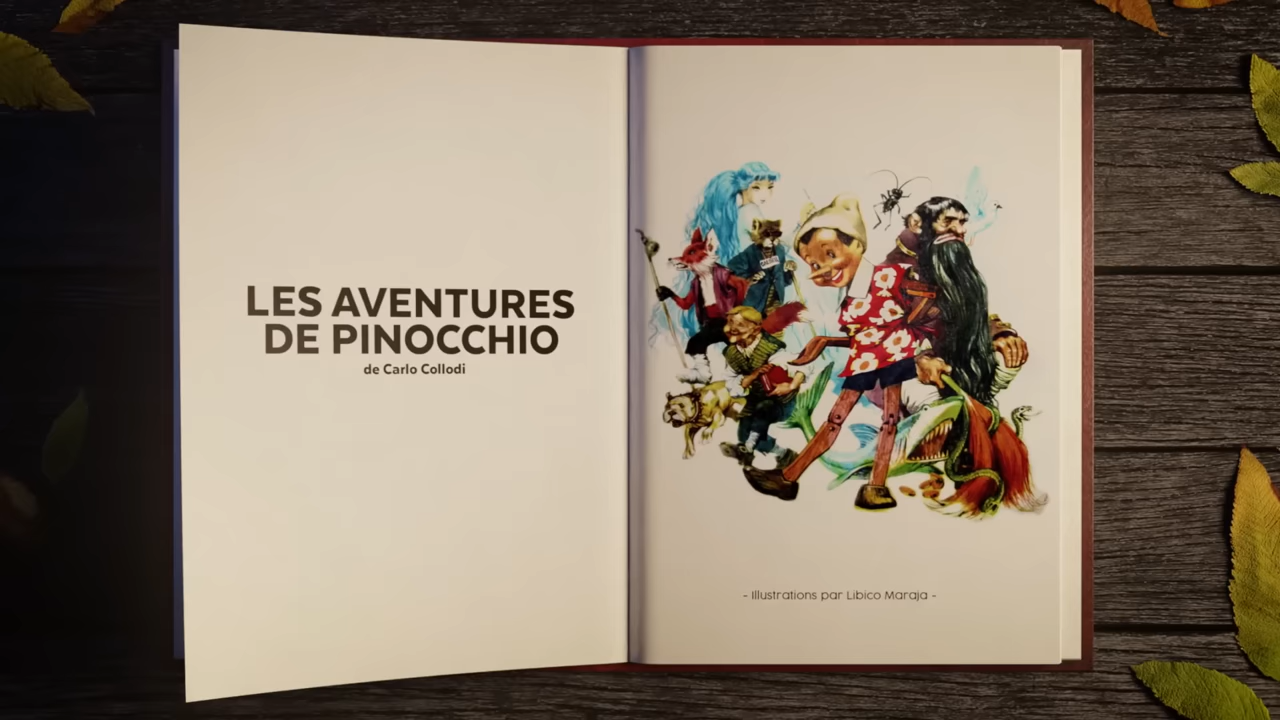 LES AVENTURES
DE PINOCCHIO
de Carlo Collodi
- Illustrations par Libico Maraja -